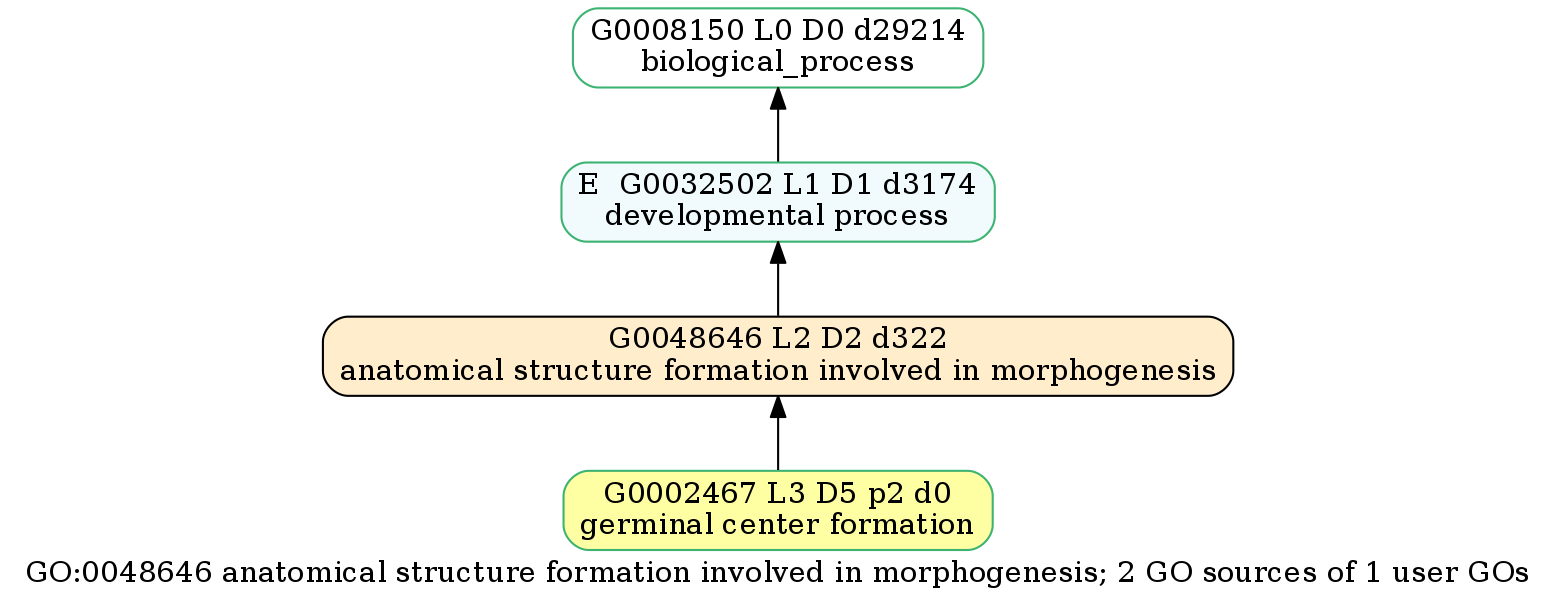 G0008150 L0 D0 d29214
biological_process
E  G0032502 L1 D1 d3174
developmental process
G0048646 L2 D2 d322
anatomical structure formation involved in morphogenesis
G0002467 L3 D5 p2 d0
germinal center formation
GO:0048646 anatomical structure formation involved in morphogenesis; 2 GO sources of 1 user GOs